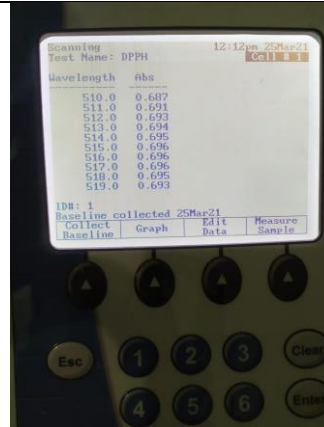 Scanning 12:12pm 25Mar21
Test Name: DPPH Cell # 1
Wavelength Abs
510.0 0.687
511.0 0.691
512.0 0.693
513.0 0.694
514.0 0.695
515.0 0.696
516.0 0.696
517.0 0.696
518.0 0.695
519.0 0.693
ID#: 1
Baseline collected 25Mar21
Collect Baseline Graph Edit Data Measure Sample
Esc 1 2 3 Clear
4 5 6 Enter